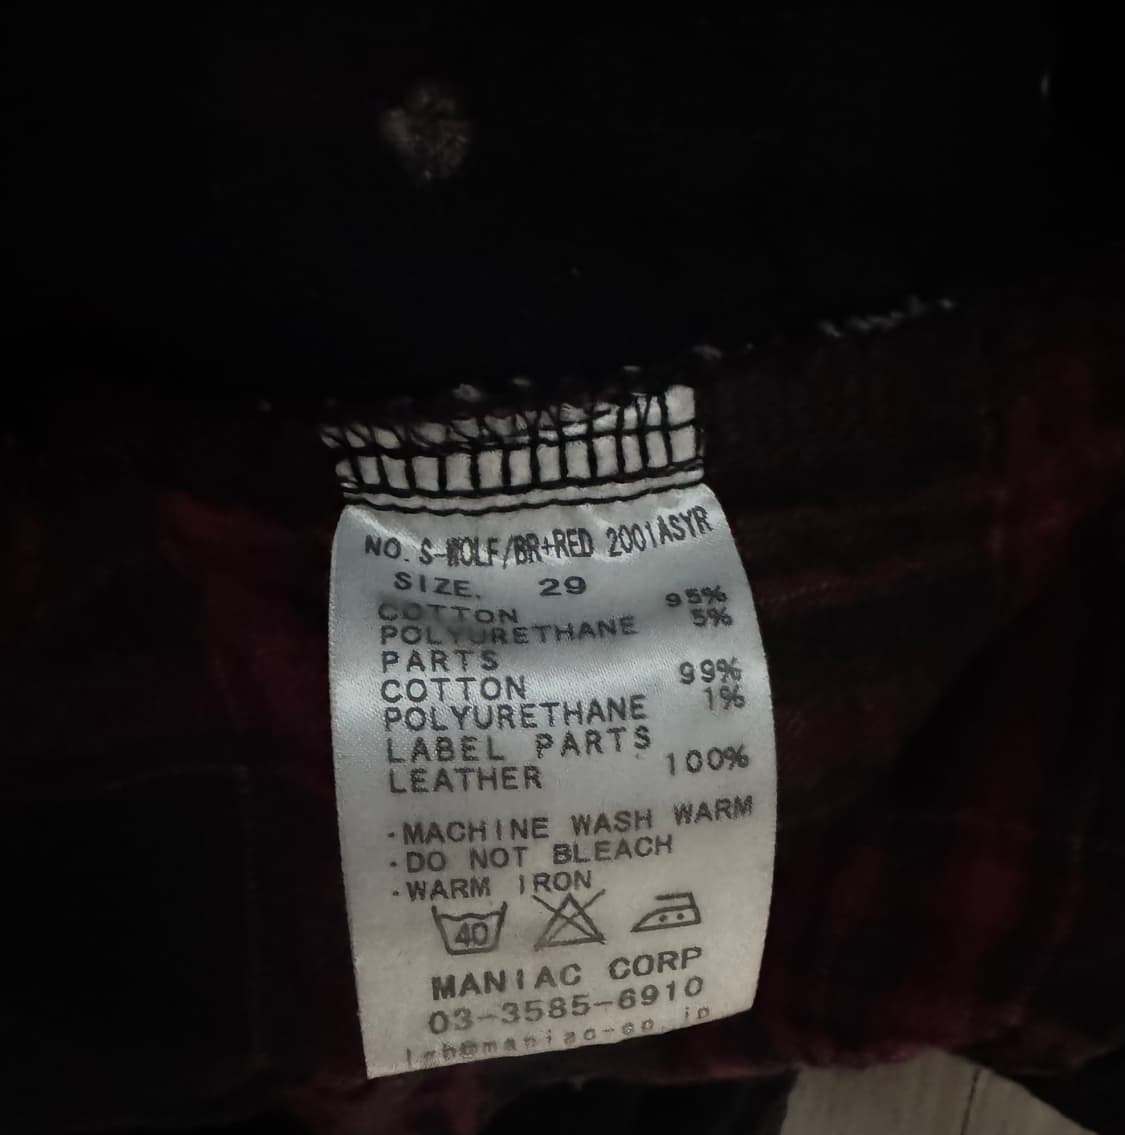 NO. S-WOLF/BR+RED 2001ASYR
SIZE. 29
COTTON 95%
POLYURETHANE 5%
PARTS
COTTON 99%
POLYURETHANE 1%
LABEL PARTS
LEATHER 100%
·MACHINE WASH WARM
·DO NOT BLEACH
·WARM IRON
40
MANIAC CORP
03-3585-6910